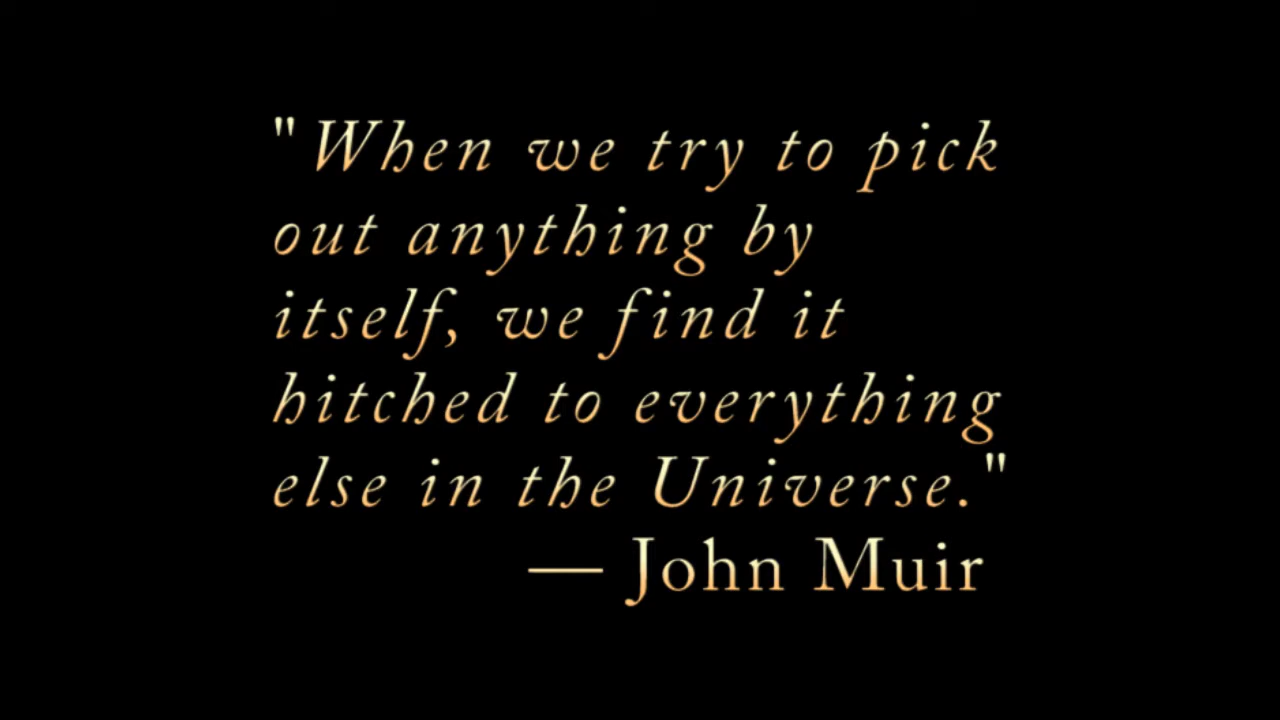 "When we try to pick
out anything by
itself, we find it
hitched to everything
else in the Universe."
— John Muir